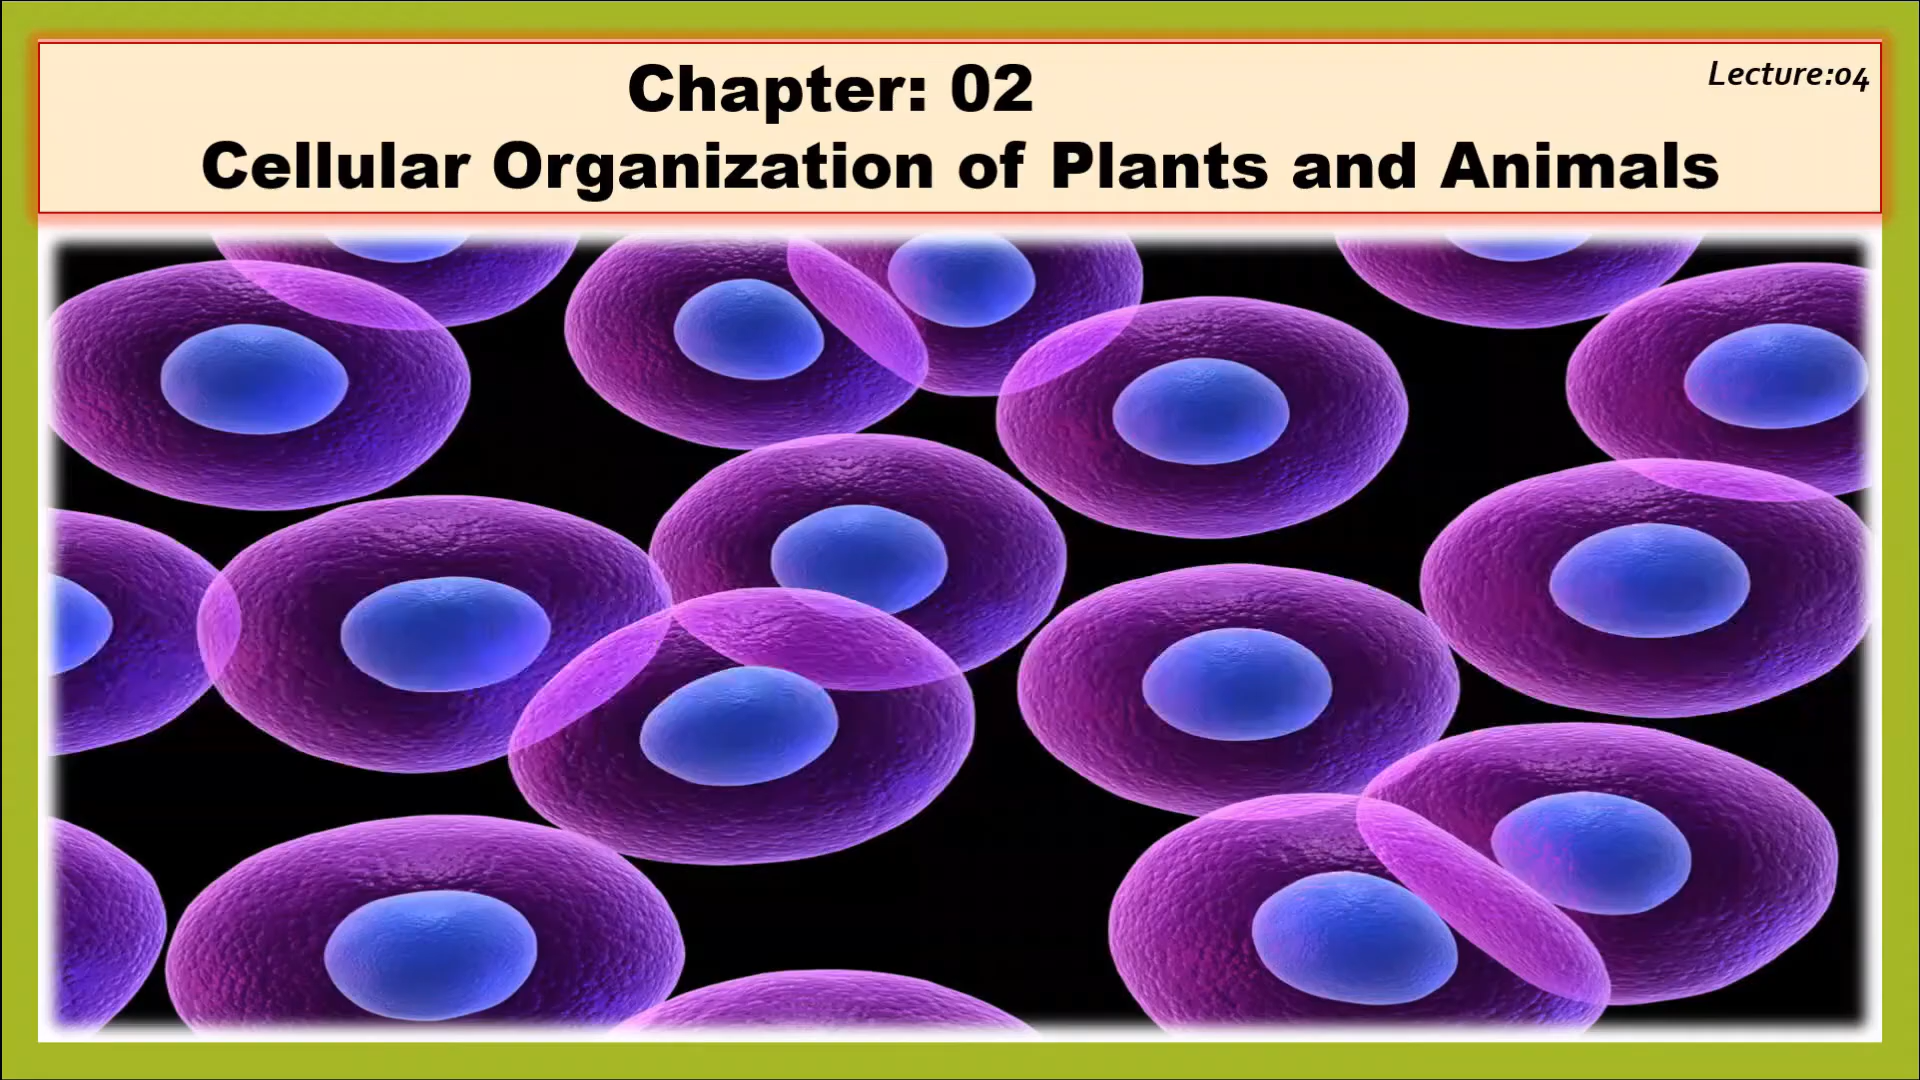 Chapter: 02
Lecture:04
Cellular Organization of Plants and Animals